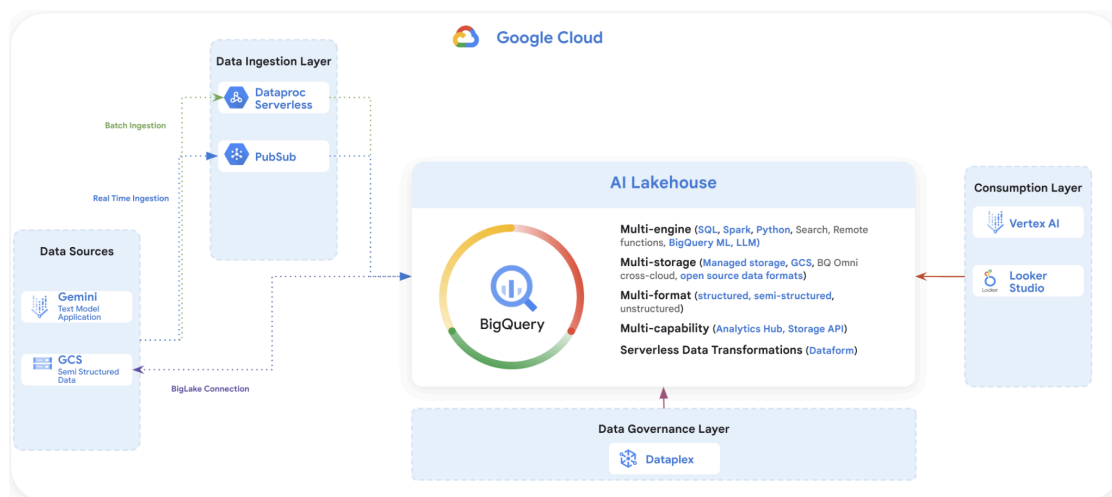 Google Cloud
Data Ingestion Layer
Dataproc
Serverless
PubSub
Batch Ingestion
Real Time Ingestion
Data Sources
Gemini
Text Model
Application
GCS
Semi Structured
Data
BigLake Connection
AI Lakehouse
BigQuery
Multi-engine (SQL, Spark, Python, Search, Remote
functions, BigQuery ML, LLM)
Multi-storage (Managed storage, GCS, BQ Omni
cross-cloud, open source data formats)
Multi-format (structured, semi-structured,
unstructured)
Multi-capability (Analytics Hub, Storage API)
Serverless Data Transformations (Dataform)
Consumption Layer
Vertex AI
Looker
Looker
Studio
Data Governance Layer
Dataplex